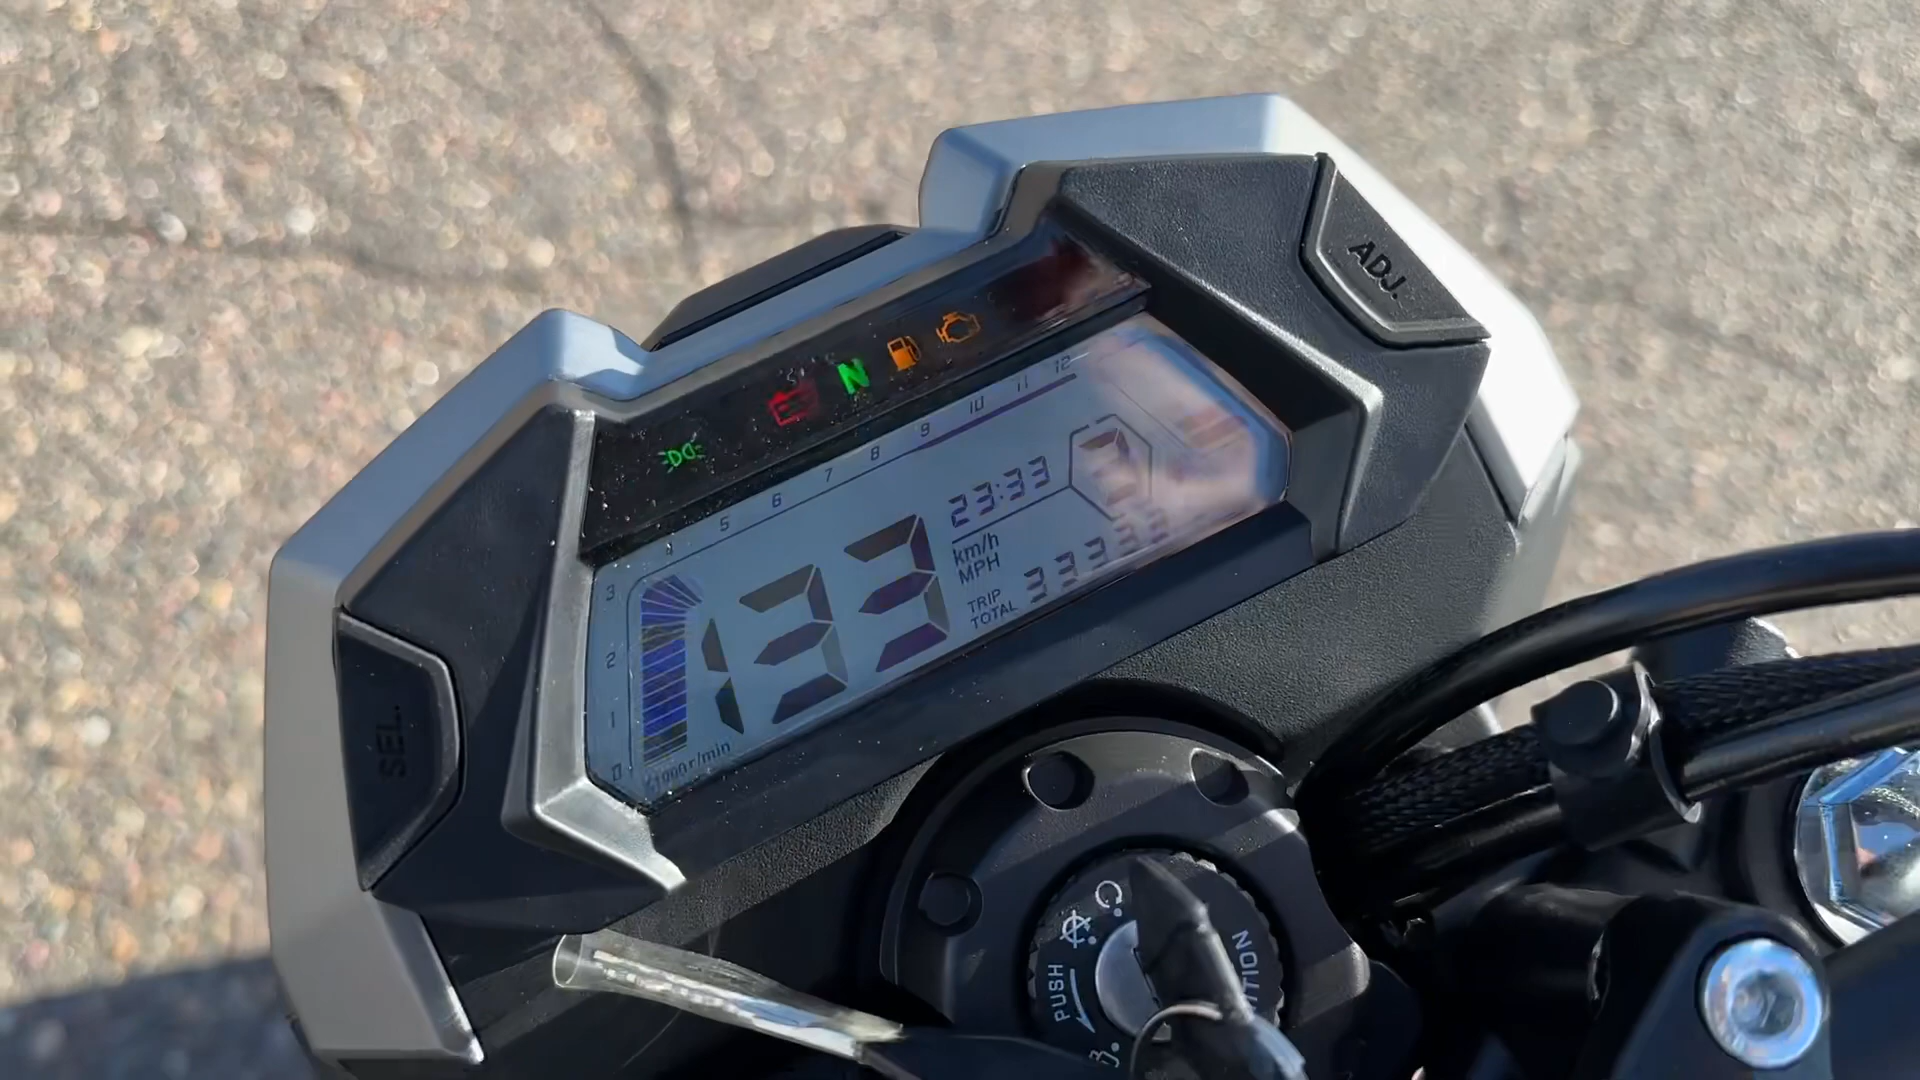 ADJ.
N
4 5 6 7 8 9 10 11 12
3
2
1
0
x1000r/min
133
23:33
km/h
MPH
TRIP
TOTAL
SEL.
PUSH